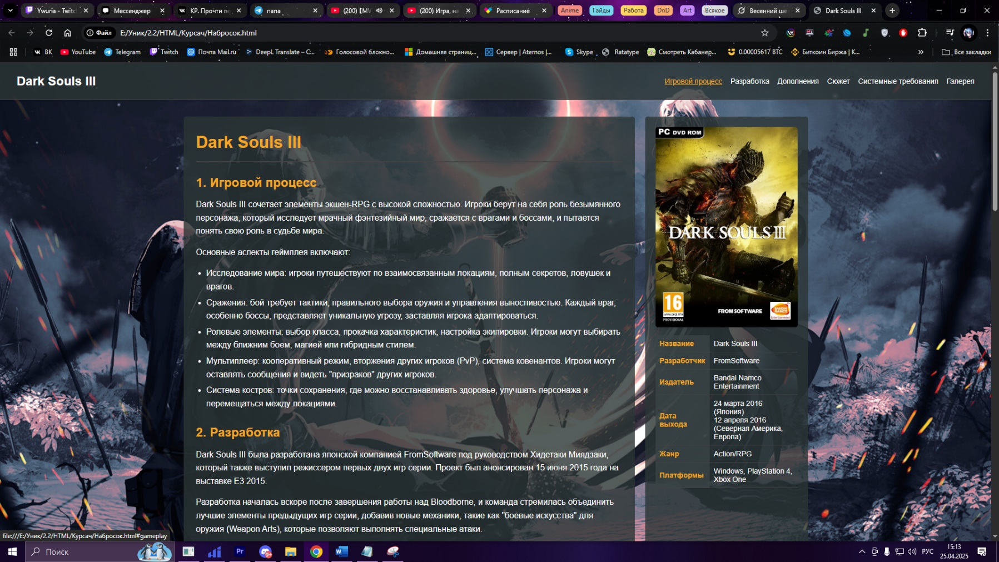 Ywuria - Twitc
Мессенджер
КР. Прочти п
папа
(200) [MV
(200) Игра, на
Расписание
Anime
Гайды
Работа
DnD
Art
Всякое
Весенний ше
Dark Souls III
Файл
E:/Уник/2.2/HTML/Курсач/Набросок.html
ВК
YouTube
Telegram
Twitch
Почта Mail.ru
DeepL Translate – C...
Голосовой блокно...
Домашняя страниц...
Сервер | Aternos |...
Skype
Ratatype
Смотреть Кабанер...
0.00005617 BTC
Биткоин Биржа | К...
Все закладки
Dark Souls III
Игровой процесс
Разработка
Дополнения
Сюжет
Системные требования
Галерея
Dark Souls III
1. Игровой процесс
Dark Souls III сочетает элементы экшен-RPG с высокой сложностью. Игроки берут на себя роль безымянного
персонажа, который исследует мрачный фэнтезийный мир, сражается с врагами и боссами, и пытается
понять свою роль в судьбе мира.
Основные аспекты геймплея включают:
• Исследование мира: игроки путешествуют по взаимосвязанным локациям, полным секретов, ловушек и
врагов.
• Сражения: бой требует тактики, правильного выбора оружия и управления выносливостью. Каждый враг,
особенно боссы, представляет уникальную угрозу, заставляя игрока адаптироваться.
• Ролевые элементы: выбор класса, прокачка характеристик, настройка экипировки. Игроки могут выбирать
между ближним боем, магией или гибридным стилем.
• Мультиплеер: кооперативный режим, вторжения других игроков (PvP), система ковенантов. Игроки могут
оставлять сообщения и видеть "призраков" других игроков.
• Система костров: точки сохранения, где можно восстанавливать здоровье, улучшать персонажа и
перемещаться между локациями.
2. Разработка
Dark Souls III была разработана японской компанией FromSoftware под руководством Хидетаки Миядзаки,
который также выступил режиссёром первых двух игр серии. Проект был анонсирован 15 июня 2015 года на
выставке E3 2015.
Разработка началась вскоре после завершения работы над Bloodborne, и команда стремилась объединить
лучшие элементы предыдущих игр серии, добавив новые механики, такие как "боевые искусства" для
оружия (Weapon Arts), которые позволяют выполнять специальные атаки.
PC DVD ROM
DARK SOULS III
16
www.pegi.info
PROVISIONAL
FROMSOFTWARE
BANDAI
NAMCO
Entertainment
Название
Dark Souls III
Разработчик
FromSoftware
Издатель
Bandai Namco
Entertainment
Дата
выхода
24 марта 2016
(Япония)
12 апреля 2016
(Северная Америка,
Европа)
Жанр
Action/RPG
Платформы
Windows, PlayStation 4,
Xbox One
file:///E:/Уник/2.2/HTML/Курсач/Набросок.html#gameplay
Поиск
Pr
9+
РУС
15:13
25.04.2025